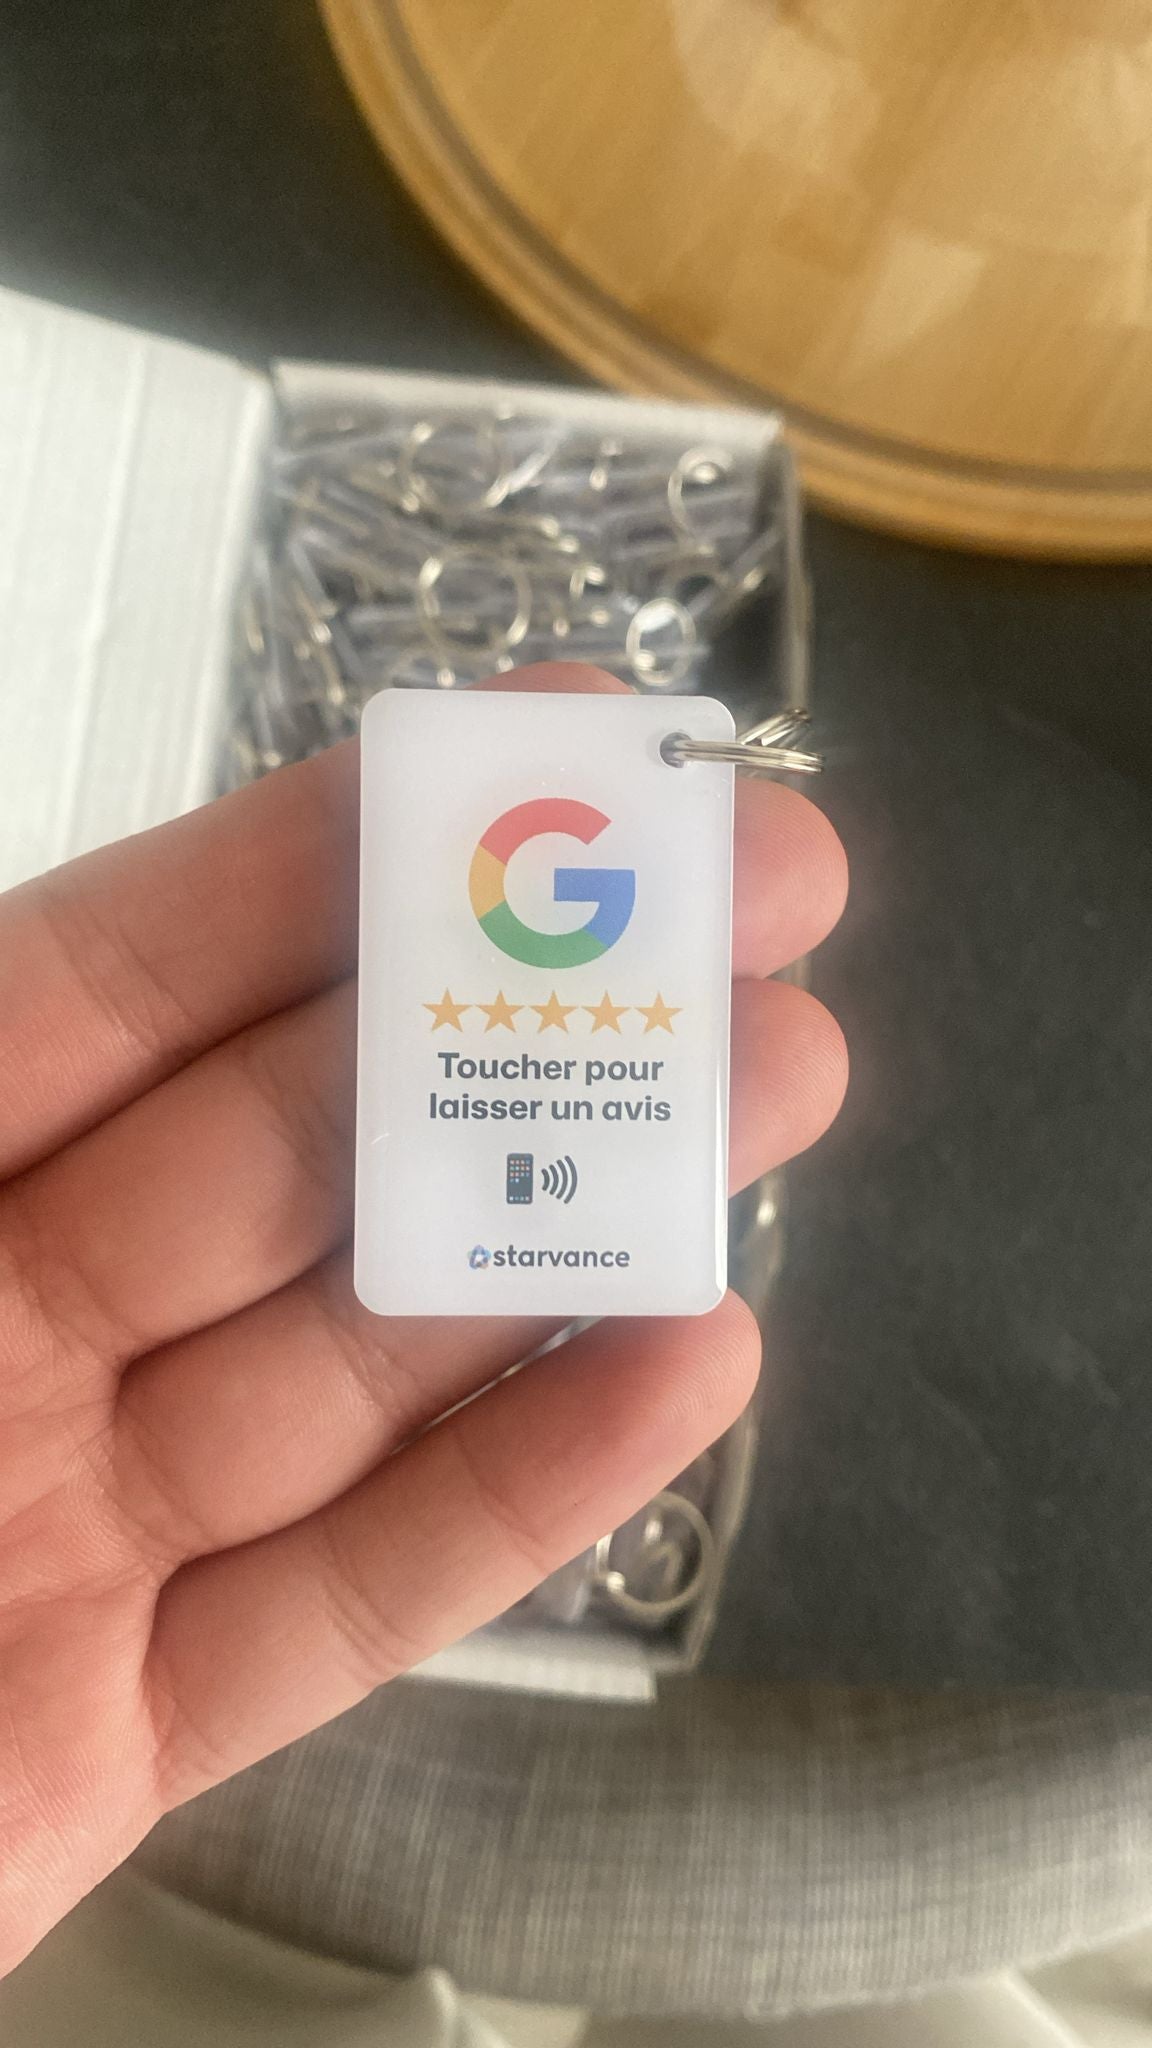 G
Toucher pour
laisser un avis
starvance